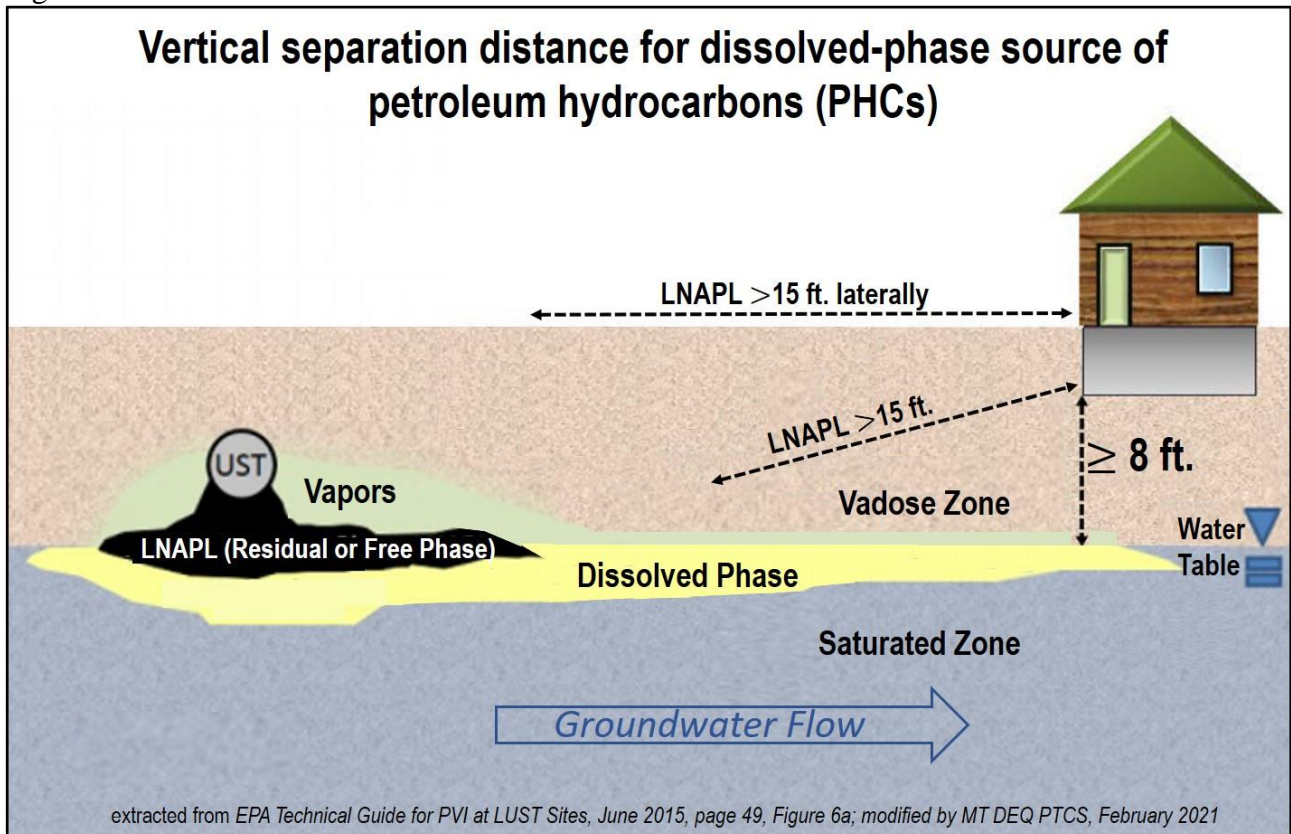 Vertical separation distance for dissolved-phase source of
petroleum hydrocarbons (PHCs)
LNAPL >15 ft. laterally
LNAPL >15 ft.
≥ 8 ft.
UST
Vapors
Vadose Zone
Water
Table
LNAPL (Residual or Free Phase)
Dissolved Phase
Saturated Zone
Groundwater Flow
extracted from EPA Technical Guide for PVI at LUST Sites, June 2015, page 49, Figure 6a; modified by MT DEQ PTCS, February 2021